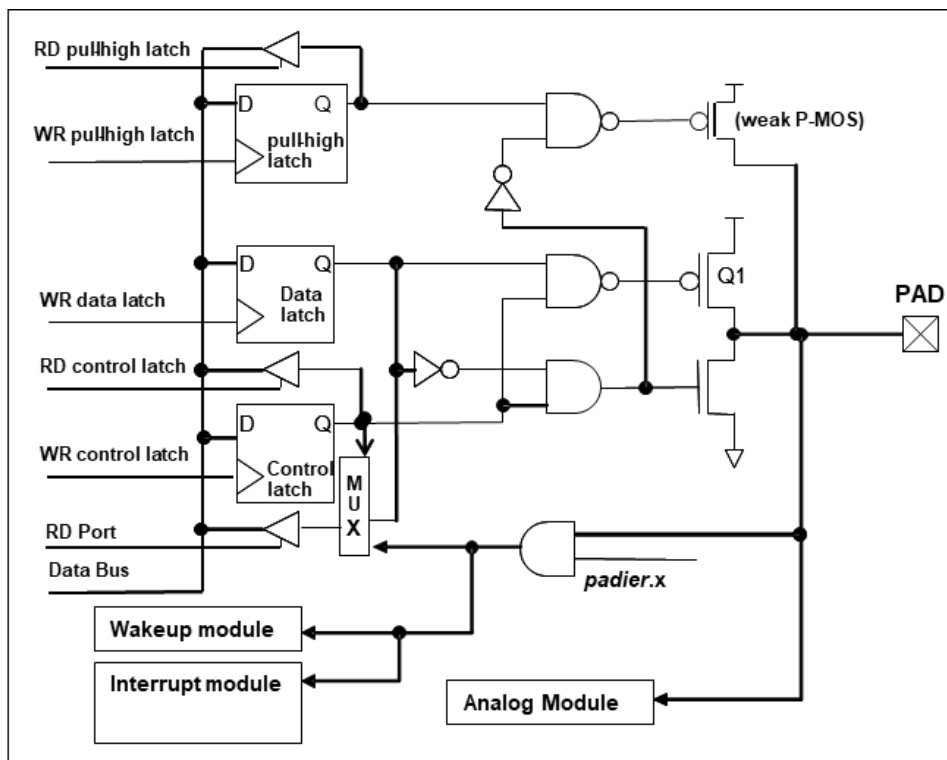 RD pull-high latch
D Q
pull-high
latch
WR pull-high latch
(weak P-MOS)
D Q
Data
latch
WR data latch
Q1
PAD
RD control latch
D Q
Control
latch
WR control latch
M
U
X
RD Port
Data Bus
padier.x
Wakeup module
Interrupt module
Analog Module